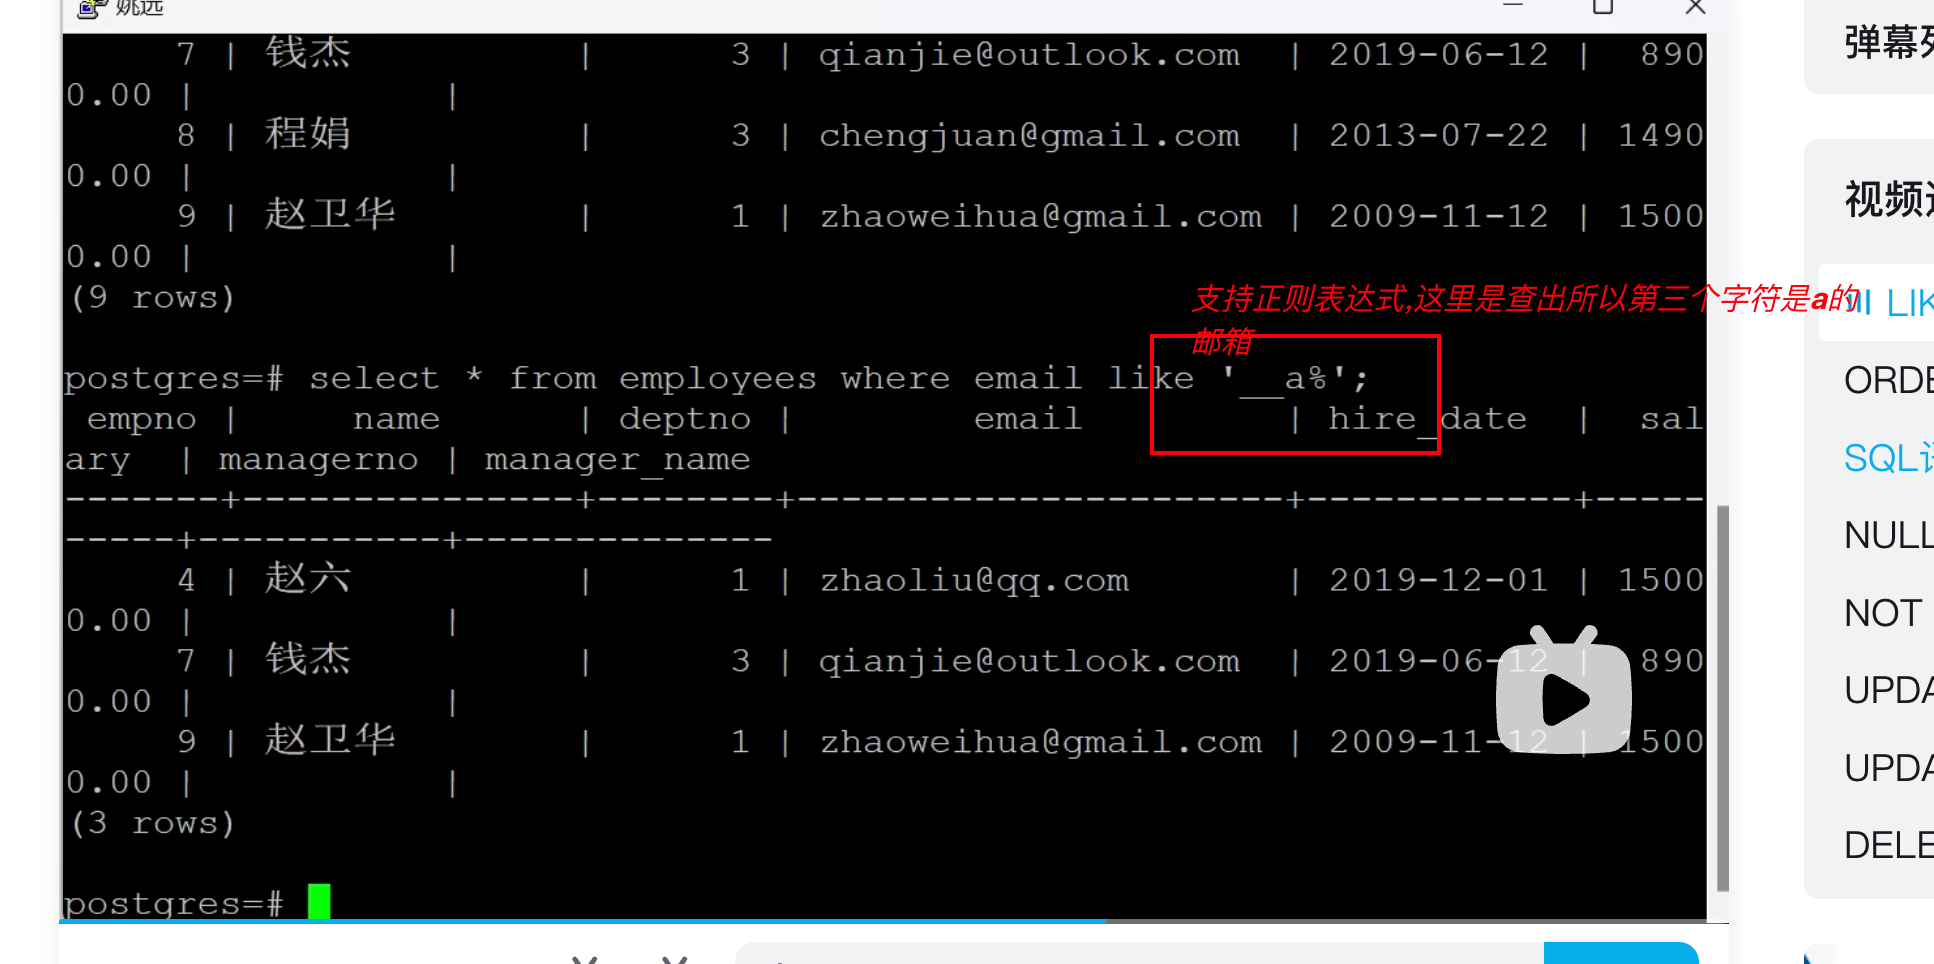 姚远
弹幕列
7 | 钱杰 | 3 | qianjie@outlook.com | 2019-06-12 | 890
0.00 | |
8 | 程娟 | 3 | chengjuan@gmail.com | 2013-07-22 | 1490
0.00 | |
视频
9 | 赵卫华 | 1 | zhaoweihua@gmail.com | 2009-11-12 | 1500
0.00 | |
(9 rows)
支持正则表达式,这里是查出所以第三个字符是a的
邮箱
LIK
postgres=# select * from employees where email like '__a%';
ORDE
empno | name | deptno | email | hire_date | sal
ary | managerno | manager_name
SQL语
-------+---------------+--------+----------------------+------------+-----
-----+-----------+--------------
NULL
4 | 赵六 | 1 | zhaoliu@qq.com | 2019-12-01 | 1500
0.00 | |
NOT
7 | 钱杰 | 3 | qianjie@outlook.com | 2019-06-12 | 890
0.00 | |
UPDA
9 | 赵卫华 | 1 | zhaoweihua@gmail.com | 2009-11-12 | 1500
0.00 | |
UPDA
(3 rows)
DELE
postgres=#